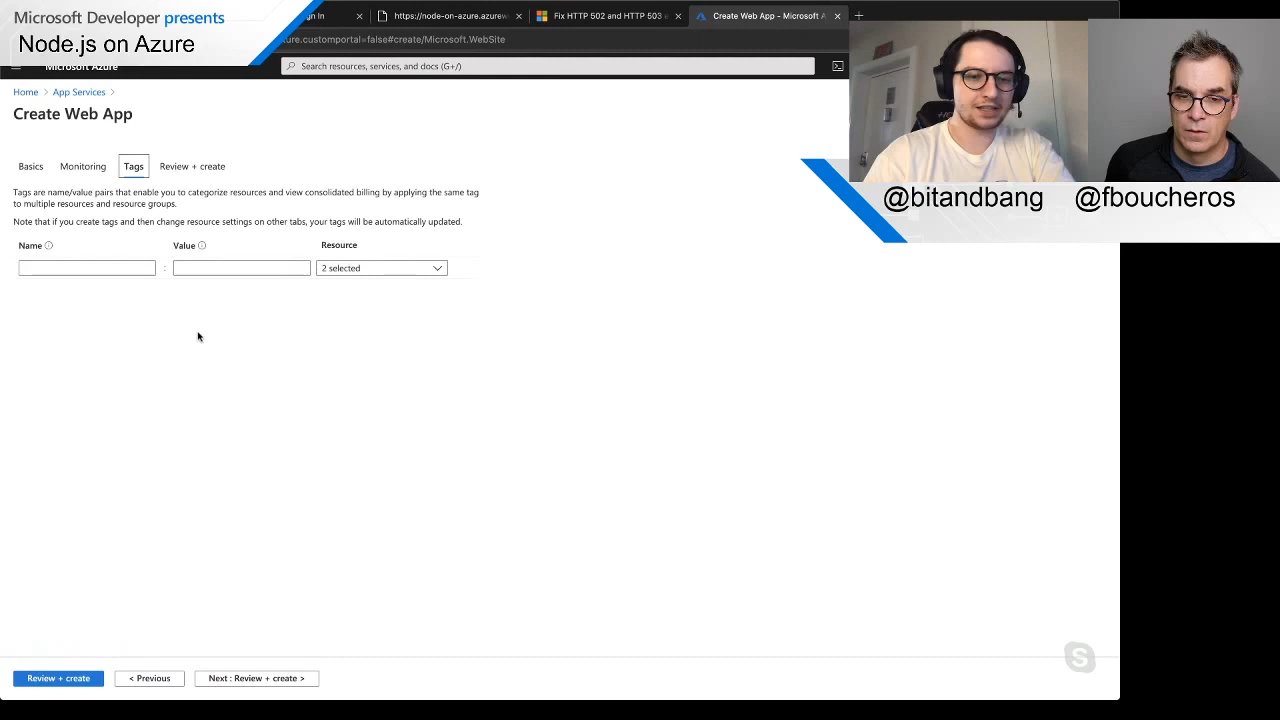 Microsoft Developer presents
Node.js on Azure
https://node-on-azure.azurew
Fix HTTP 502 and HTTP 503
Create Web App - Microsoft A
ure.customportal=false#create/Microsoft.WebSite
Microsoft Azure
Search resources, services, and docs (G+/)
Home > App Services >
Create Web App
Basics
Monitoring
Tags
Review + create
Tags are name/value pairs that enable you to categorize resources and view consolidated billing by applying the same tag
to multiple resources and resource groups.
Note that if you create tags and then change resource settings on other tabs, your tags will be automatically updated.
Name
Value
Resource
:
2 selected
@bitandbang
@fboucheros
Review + create
< Previous
Next : Review + create >
S